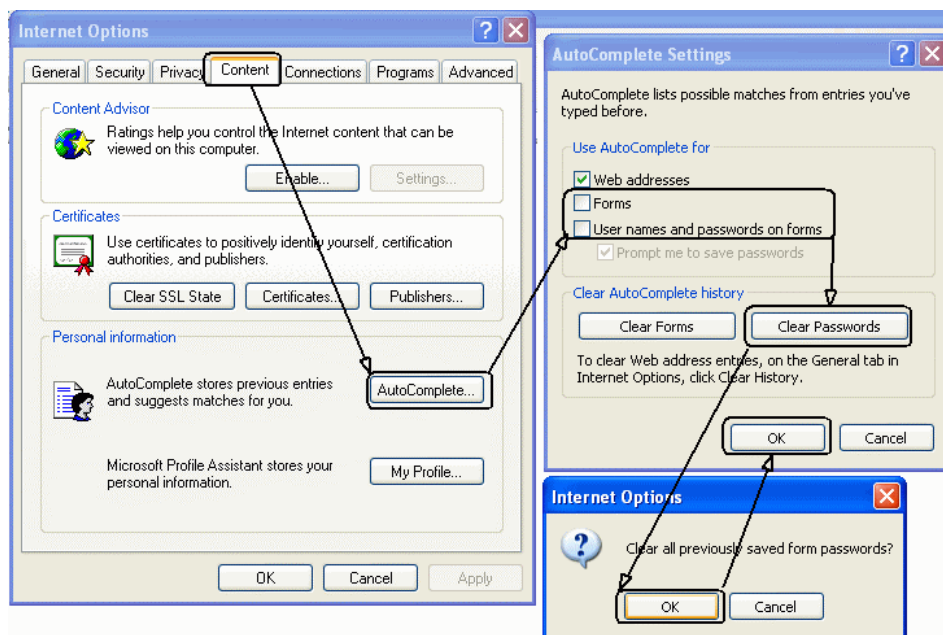 Internet Options
General Security Privacy Content Connections Programs Advanced
Content Advisor
Ratings help you control the Internet content that can be
viewed on this computer.
Enable... Settings...
Certificates
Use certificates to positively identify yourself, certification
authorities, and publishers.
Clear SSL State Certificates... Publishers...
Personal information
AutoComplete stores previous entries
and suggests matches for you.
AutoComplete...
Microsoft Profile Assistant stores your
personal information.
My Profile...
OK Cancel Apply
AutoComplete Settings
AutoComplete lists possible matches from entries you've
typed before.
Use AutoComplete for
Web addresses
Forms
User names and passwords on forms
Prompt me to save passwords
Clear AutoComplete history
Clear Forms Clear Passwords
To clear Web address entries, on the General tab in
Internet Options, click Clear History.
OK Cancel
Internet Options
Clear all previously saved form passwords?
OK Cancel